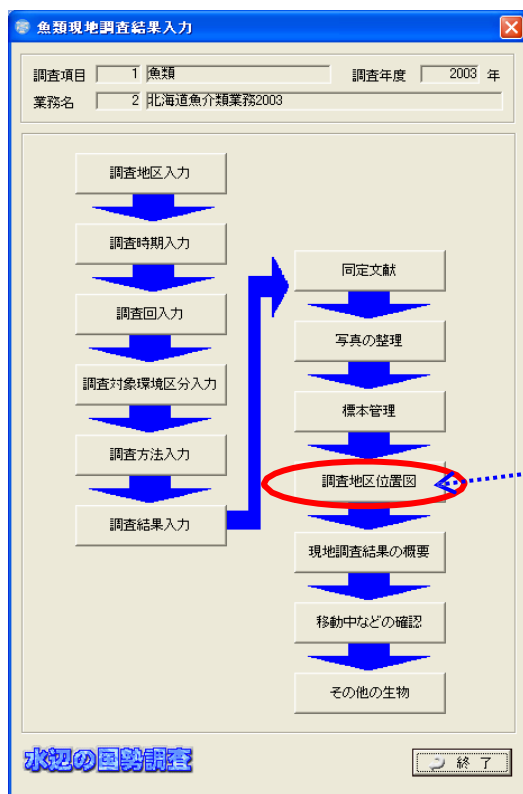 魚類現地調査結果入力
調査項目 1 魚類 調査年度 2003 年
業務名 2 北海道魚介類業務2003
調査地区入力
調査時期入力
調査回入力
調査対象環境区分入力
調査方法入力
調査結果入力
同定文献
写真の整理
標本管理
調査地区位置図
現地調査結果の概要
移動中などの確認
その他の生物
水辺の国勢調査
終 了